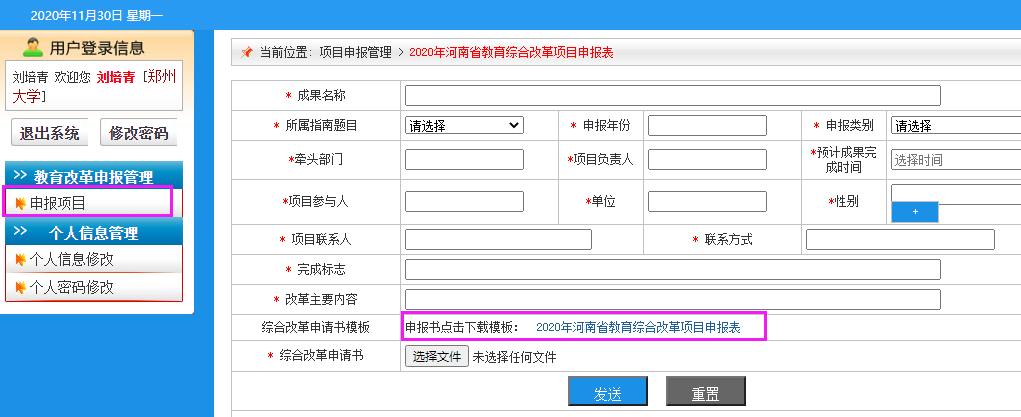 2020年11月30日 星期一
用户登录信息
刘培青 欢迎您 刘培青 [郑州
大学]
退出系统 修改密码
教育改革申报管理
申报项目
个人信息管理
个人信息修改
个人密码修改
当前位置: 项目申报管理 > 2020年河南省教育综合改革项目申报表
* 成果名称
* 所属指南题目 请选择 * 申报年份 * 申报类别 请选择
*牵头部门 *项目负责人 *预计成果完
成时间 选择时间
*项目参与人 *单位 *性别
+
* 项目联系人 * 联系方式
* 完成标志
* 改革主要内容
综合改革申请书模板 申报书点击下载模板: 2020年河南省教育综合改革项目申报表
* 综合改革申请书 选择文件 未选择任何文件
发送 重置